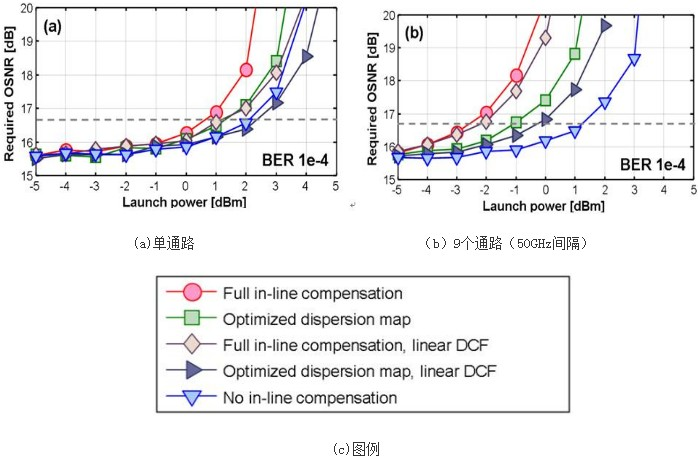 (a)
Required OSNR [dB]
20
19
18
17
16
15
BER 1e-4
-5 -4 -3 -2 -1 0 1 2 3 4 5
Launch power [dBm]
(b)
Required OSNR [dB]
20
19
18
17
16
15
BER 1e-4
-5 -4 -3 -2 -1 0 1 2 3 4 5
Launch power [dBm]
(a)单通路
(b) 9个通路（50GHz间隔）
Full in-line compensation
Optimized dispersion map
Full in-line compensation, linear DCF
Optimized dispersion map, linear DCF
No in-line compensation
(c)图例